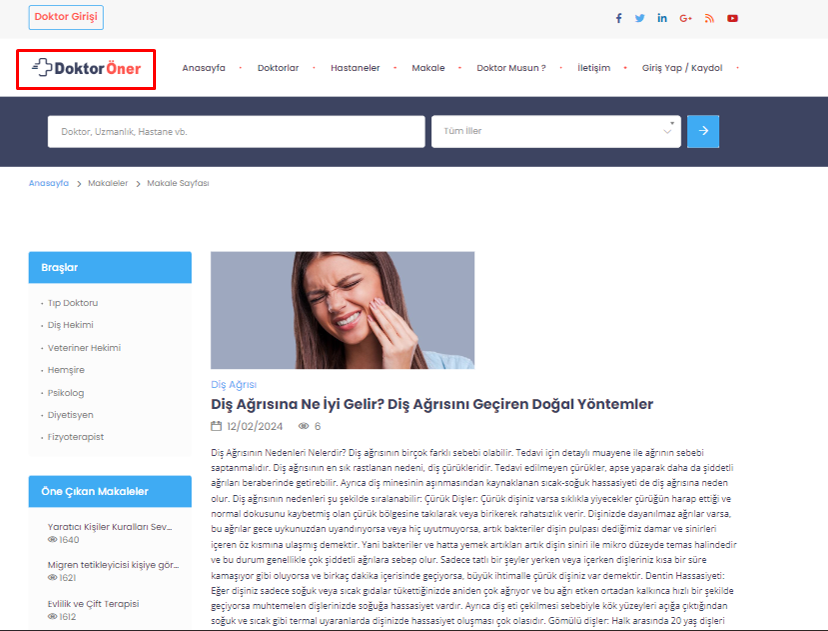 Doktor Girişi
DoktorÖner
Anasayfa
Doktorlar
Hastaneler
Makale
Doktor Musun ?
İletişim
Giriş Yap / Kaydol
Doktor, Uzmanlık, Hastane vb.
Tüm İller
Anasayfa > Makaleler > Makale Sayfası
Braşlar
Tıp Doktoru
Diş Hekimi
Veteriner Hekimi
Hemşire
Psikolog
Diyetisyen
Fizyoterapist
Öne Çıkan Makaleler
Yaratıcı Kişiler Kuralları Sev...
1640
Migren tetikleyicisi kişiye gör...
1621
Evlilik ve Çift Terapisi
1612
Diş Ağrısı
Diş Ağrısına Ne İyi Gelir? Diş Ağrısını Geçiren Doğal Yöntemler
12/02/2024 6
Diş Ağrısının Nedenleri Nelerdir? Diş ağrısının birçok farklı sebebi olabilir. Tedavi için detaylı muayene ile ağrının sebebi
saptanmalıdır. Diş ağrısının en sık rastlanan nedeni, diş çürükleridir. Tedavi edilmeyen çürükler, apse yaparak daha da şiddetli
ağrıları beraberinde getirebilir. Ayrıca diş minesinin aşınmasından kaynaklanan sıcak-soğuk hassasiyeti de diş ağrısına neden
olur. Diş ağrısının nedenleri şu şekilde sıralanabilir: Çürük Dişler: Çürük dişiniz varsa sıklıkla yiyecekler çürüğün harap ettiği ve
normal dokusunu kaybetmiş olan çürük bölgesine takılarak veya birikerek rahatsızlık verir. Dişinizde dayanılmaz ağrılar varsa,
bu ağrılar gece uykunuzdan uyandırıyorsa veya hiç uyutmuyorsa, artık bakteriler dişin pulpası dediğimiz damar ve sinirleri
içeren öz kısmına ulaşmış demektir. Yani bakteriler ve hatta yemek artıkları artık dişin siniri ile mikro düzeyde temas halindedir
ve bu durum genellikle çok şiddetli ağrılara sebep olur. Sadece tatlı bir şeyler yerken veya içerken dişleriniz kısa bir süre
kamaşıyor gibi oluyorsa ve birkaç dakika içerisinde geçiyorsa, büyük ihtimalle çürük dişiniz var demektir. Dentin Hassasiyeti:
Eğer dişiniz sadece soğuk veya sıcak gıdalar tükettiğinizde aniden çok ağrıyor ve bu ağrı etken ortadan kalkınca hızlı bir şekilde
geçiyorsa muhtemelen dişlerinizde soğuğa hassasiyet vardır. Ayrıca diş eti çekilmesi sebebiyle kök yüzeyleri açığa çıktığından
soğuk ve sıcak gibi termal uyaranlarda dişinizde hassasiyet oluşması çok olasıdır. Gömülü dişler: Halk arasında 20 yaş dişleri